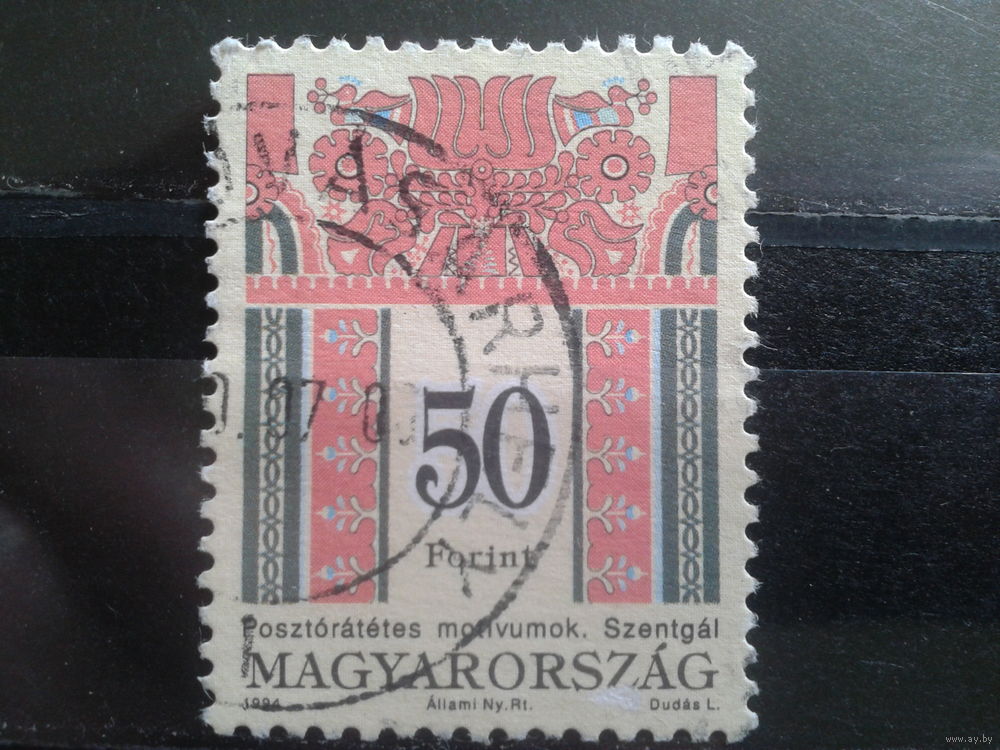 50
Forint
Posztórátétes motívumok. Szentgál
MAGYARORSZÁG
1994 Állami Ny.Rt. Dudás L.
www.ay.by